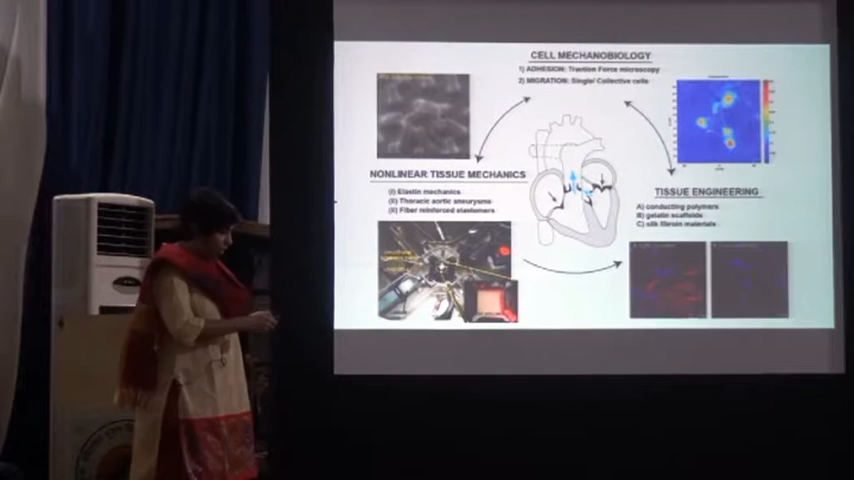 CELL MECHANOBIOLOGY
1) ADHESION: Traction Force microscopy
2) MIGRATION: Single/ Collective cells
NONLINEAR TISSUE MECHANICS
(i) Elastin mechanics
(ii) Thoracic aortic aneurysms
(ii) Fiber reinforced elastomers
TISSUE ENGINEERING
A) conducting polymers
B) gelatin scaffolds
C) silk fibroin materials